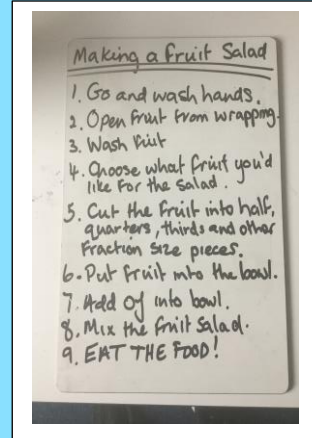 Making a Fruit Salad
1. Go and wash hands.
2. Open fruit from wrapping.
3. Wash fruit
4. Choose what fruit you'd
like for the salad.
5. Cut the fruit into half,
quarters, thirds and other
fraction size pieces.
6. Put fruit into the bowl.
7. Add OJ into bowl.
8. Mix the fruit salad.
9. EAT THE FOOD!